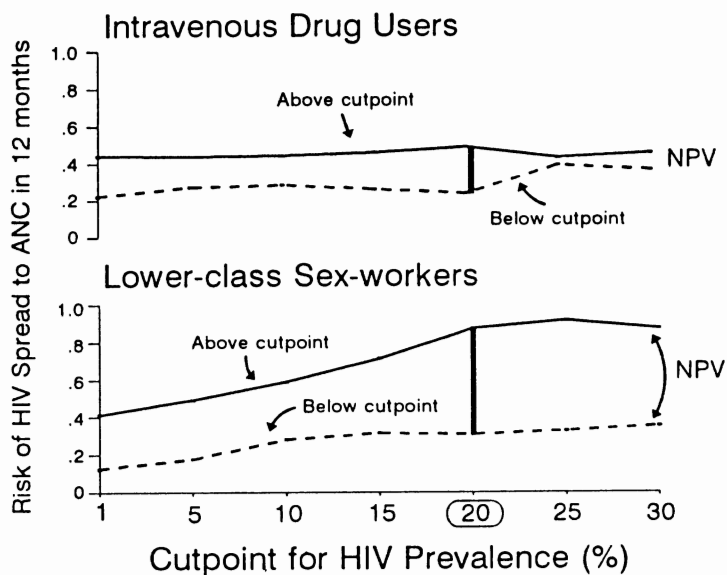 Intravenous Drug Users
Risk of HIV Spread to ANC in 12 months
1.0
.8
.6
.4
.2
0
Above cutpoint
NPV
Below cutpoint
Lower-class Sex-workers
1.0
.8
.6
.4
.2
0
Above cutpoint
Below cutpoint
NPV
1 5 10 15 20 25 30
Cutpoint for HIV Prevalence (%)